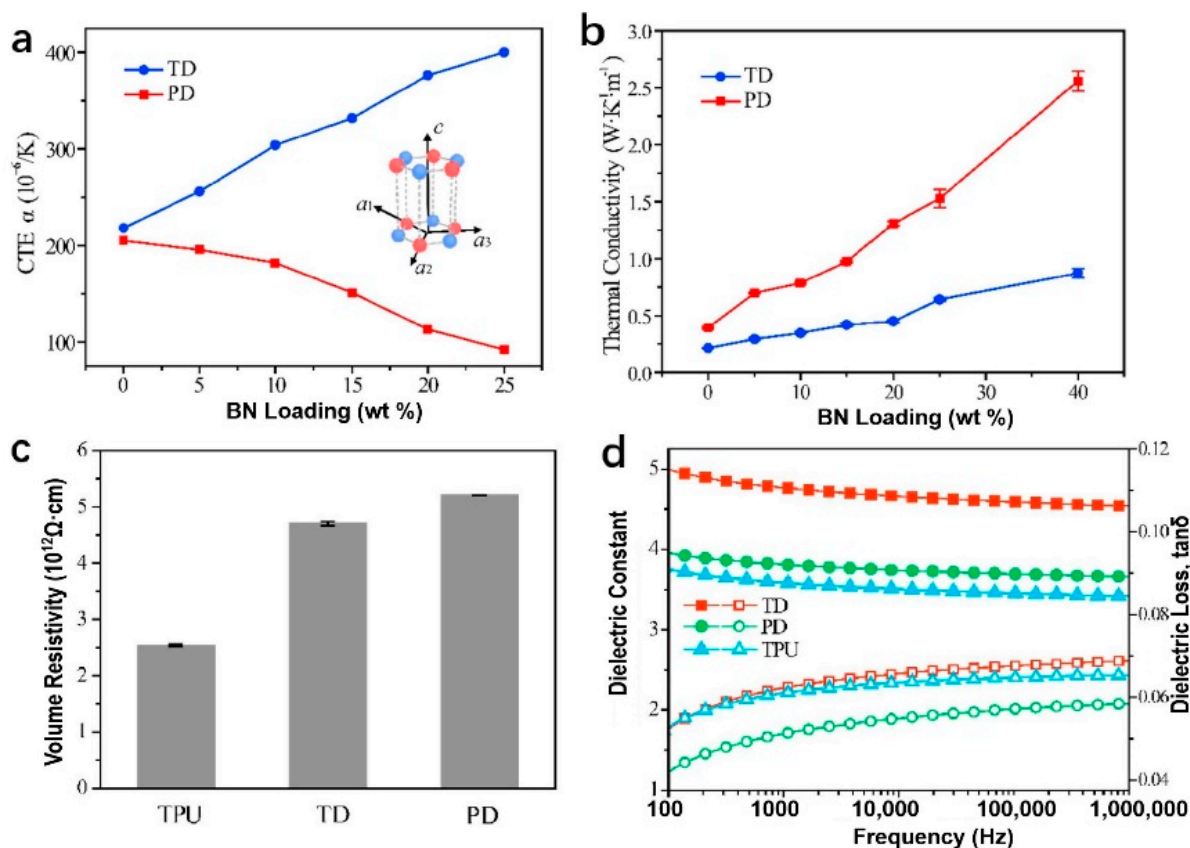 a
CTE α (10⁻⁶/K)
400
300
200
100
TD
PD
c
a₁
a₂
a₃
0 5 10 15 20 25
BN Loading (wt %)
b
Thermal Conductivity (W·K⁻¹·m⁻¹)
3.0
2.5
2.0
1.5
1.0
0.5
0.0
TD
PD
0 10 20 30 40
BN Loading (wt %)
c
Volume Resistivity (10¹²Ω·cm)
6
5
4
3
2
1
0
TPU TD PD
d
Dielectric Constant
5
4
3
2
1
TD
PD
TPU
0.12
0.10
0.08
0.06
0.04
Dielectric Loss, tanδ
100 1000 10,000 100,000 1,000,000
Frequency (Hz)